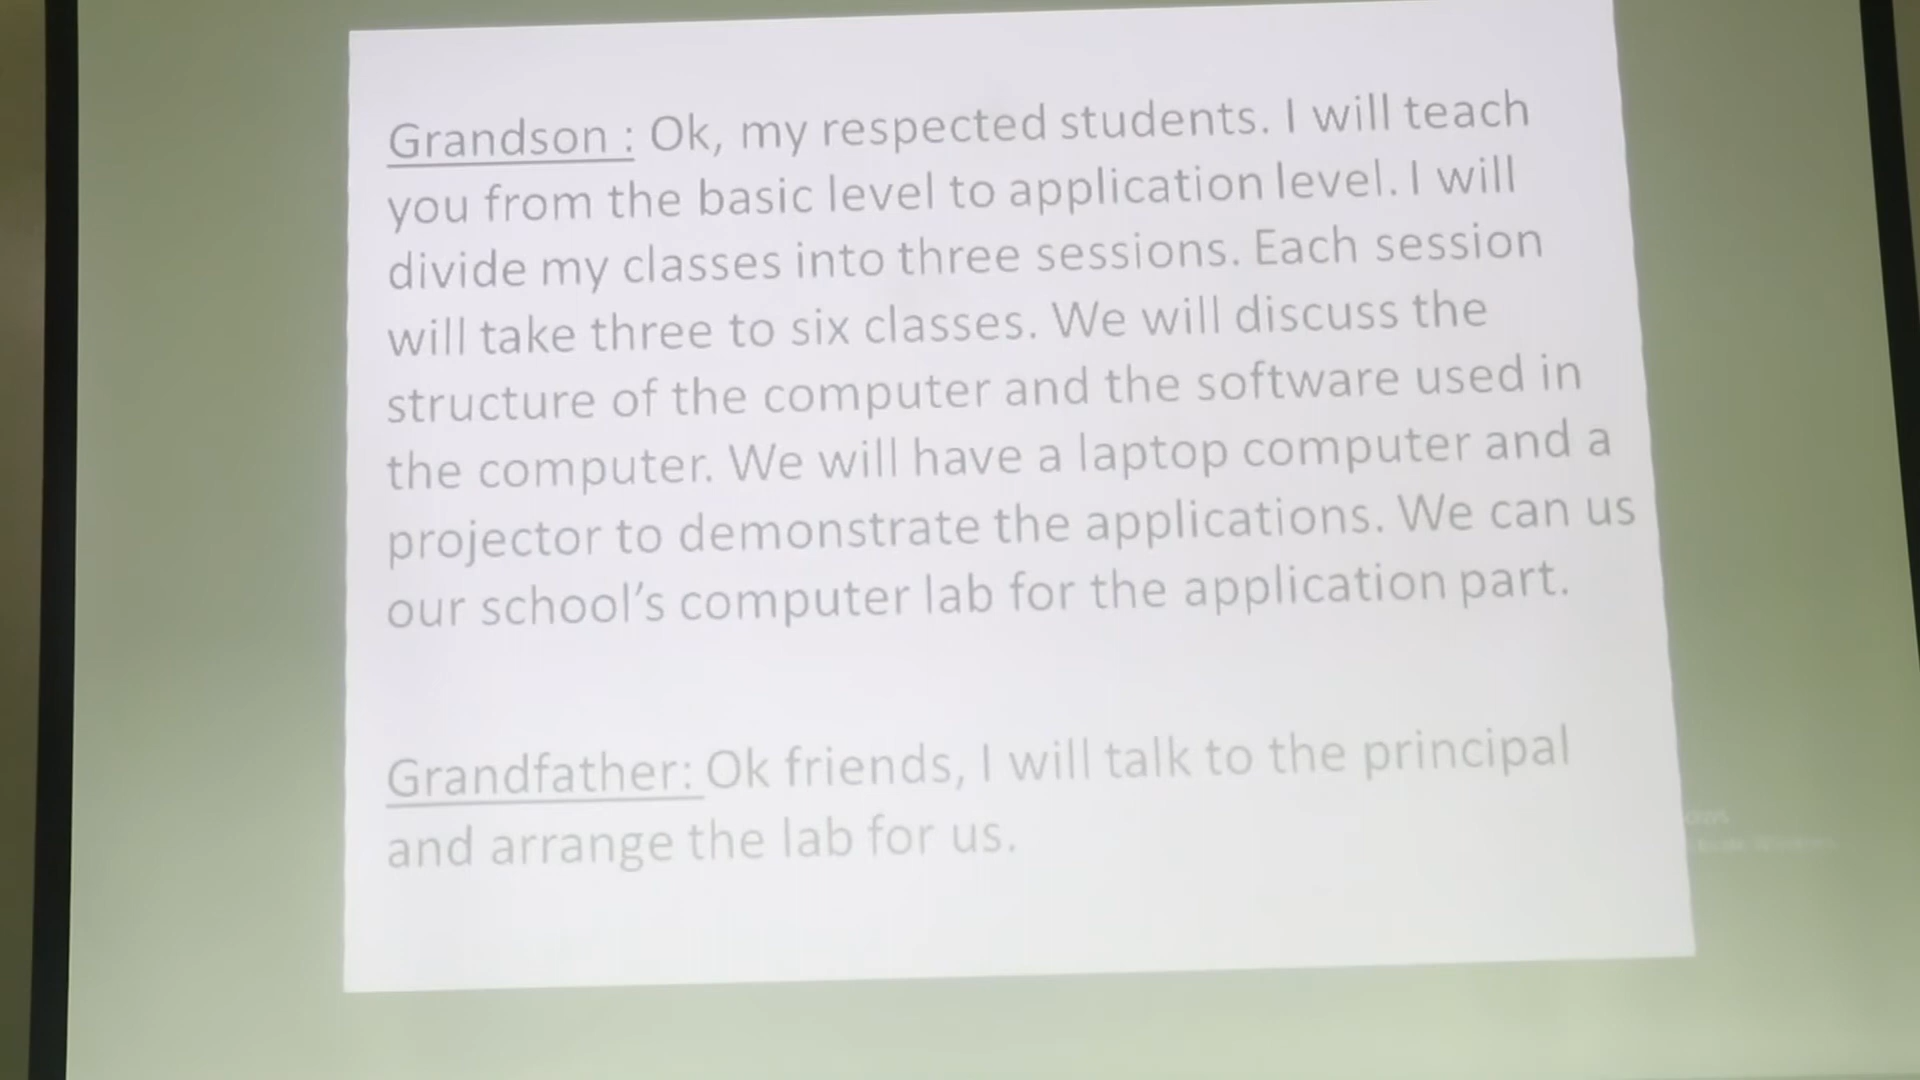 Grandson : Ok, my respected students. I will teach
you from the basic level to application level. I will
divide my classes into three sessions. Each session
will take three to six classes. We will discuss the
structure of the computer and the software used in
the computer. We will have a laptop computer and a
projector to demonstrate the applications. We can us
our school's computer lab for the application part.
Grandfather: Ok friends, I will talk to the principal
and arrange the lab for us.